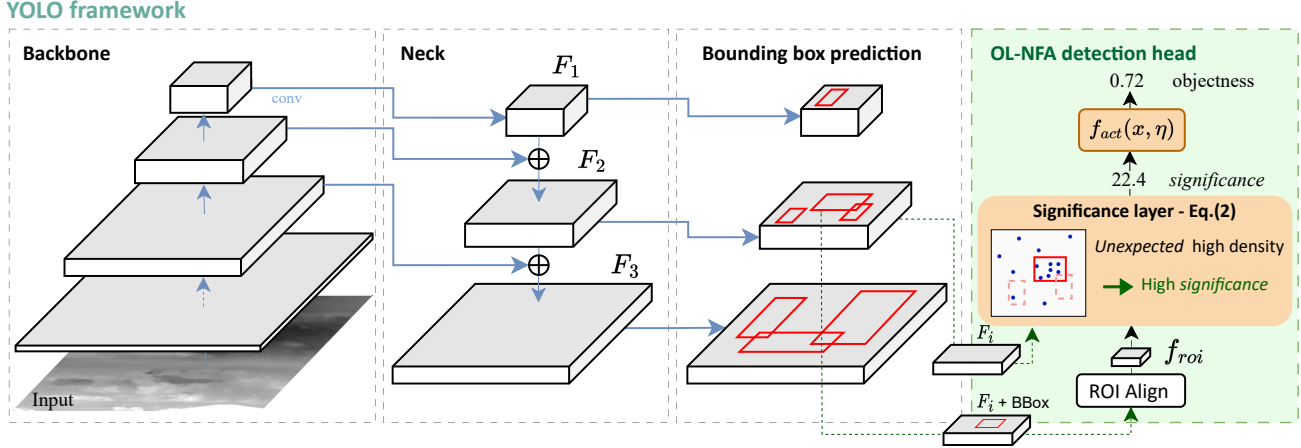 YOLO framework
Backbone
conv
Input
Neck
F₁
F₂
F₃
Bounding box prediction
Fᵢ
Fᵢ + BBox
OL-NFA detection head
0.72 objectness
f_act(x, η)
22.4 significance
Significance layer - Eq.(2)
Unexpected high density
High significance
f_roi
ROI Align